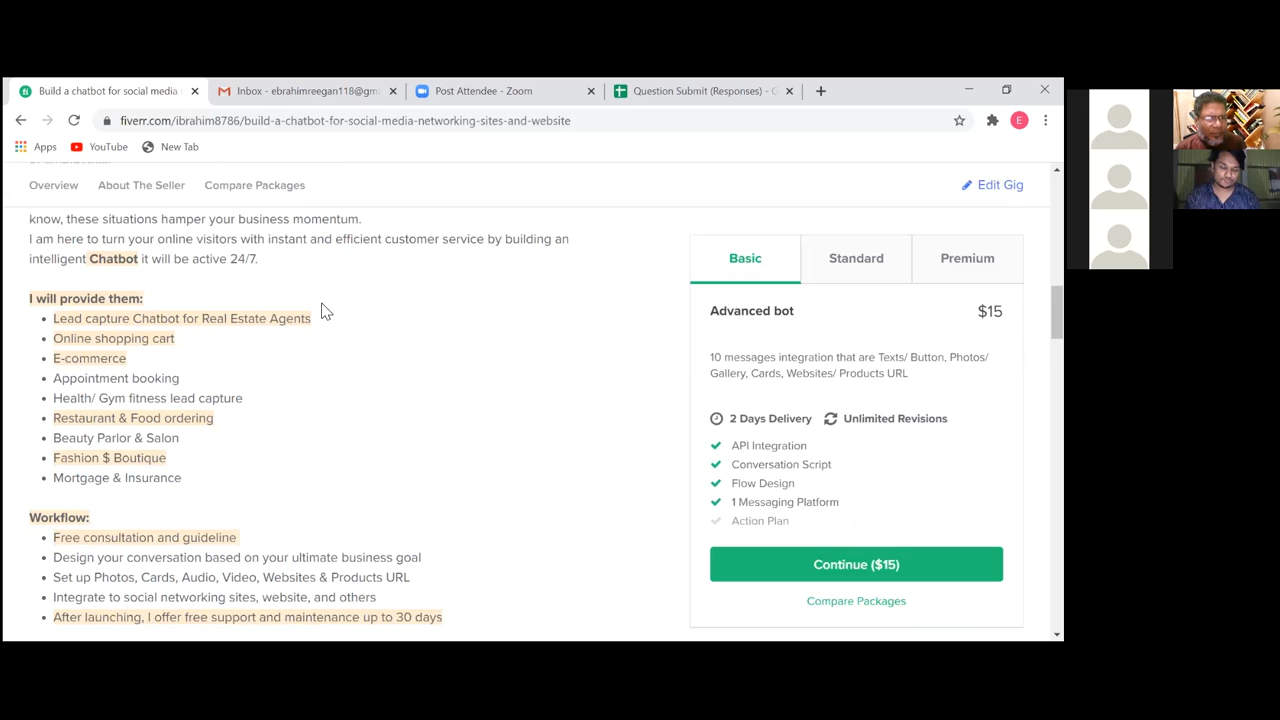 Build a chatbot for social media
Inbox - ebrahimreegan118@gm
Post Attendee - Zoom
Question Submit (Responses) - G
fiverr.com/ibrahim8786/build-a-chatbot-for-social-media-networking-sites-and-website
E
Apps
YouTube
New Tab
Overview
About The Seller
Compare Packages
Edit Gig
know, these situations hamper your business momentum.
I am here to turn your online visitors with instant and efficient customer service by building an
intelligent Chatbot it will be active 24/7.
I will provide them:
• Lead capture Chatbot for Real Estate Agents
• Online shopping cart
• E-commerce
• Appointment booking
• Health/ Gym fitness lead capture
• Restaurant & Food ordering
• Beauty Parlor & Salon
• Fashion $ Boutique
• Mortgage & Insurance
Workflow:
• Free consultation and guideline
• Design your conversation based on your ultimate business goal
• Set up Photos, Cards, Audio, Video, Websites & Products URL
• Integrate to social networking sites, website, and others
• After launching, I offer free support and maintenance up to 30 days
Basic
Standard
Premium
Advanced bot
$15
10 messages integration that are Texts/ Button, Photos/
Gallery, Cards, Websites/ Products URL
2 Days Delivery
Unlimited Revisions
API Integration
Conversation Script
Flow Design
1 Messaging Platform
Action Plan
Continue ($15)
Compare Packages